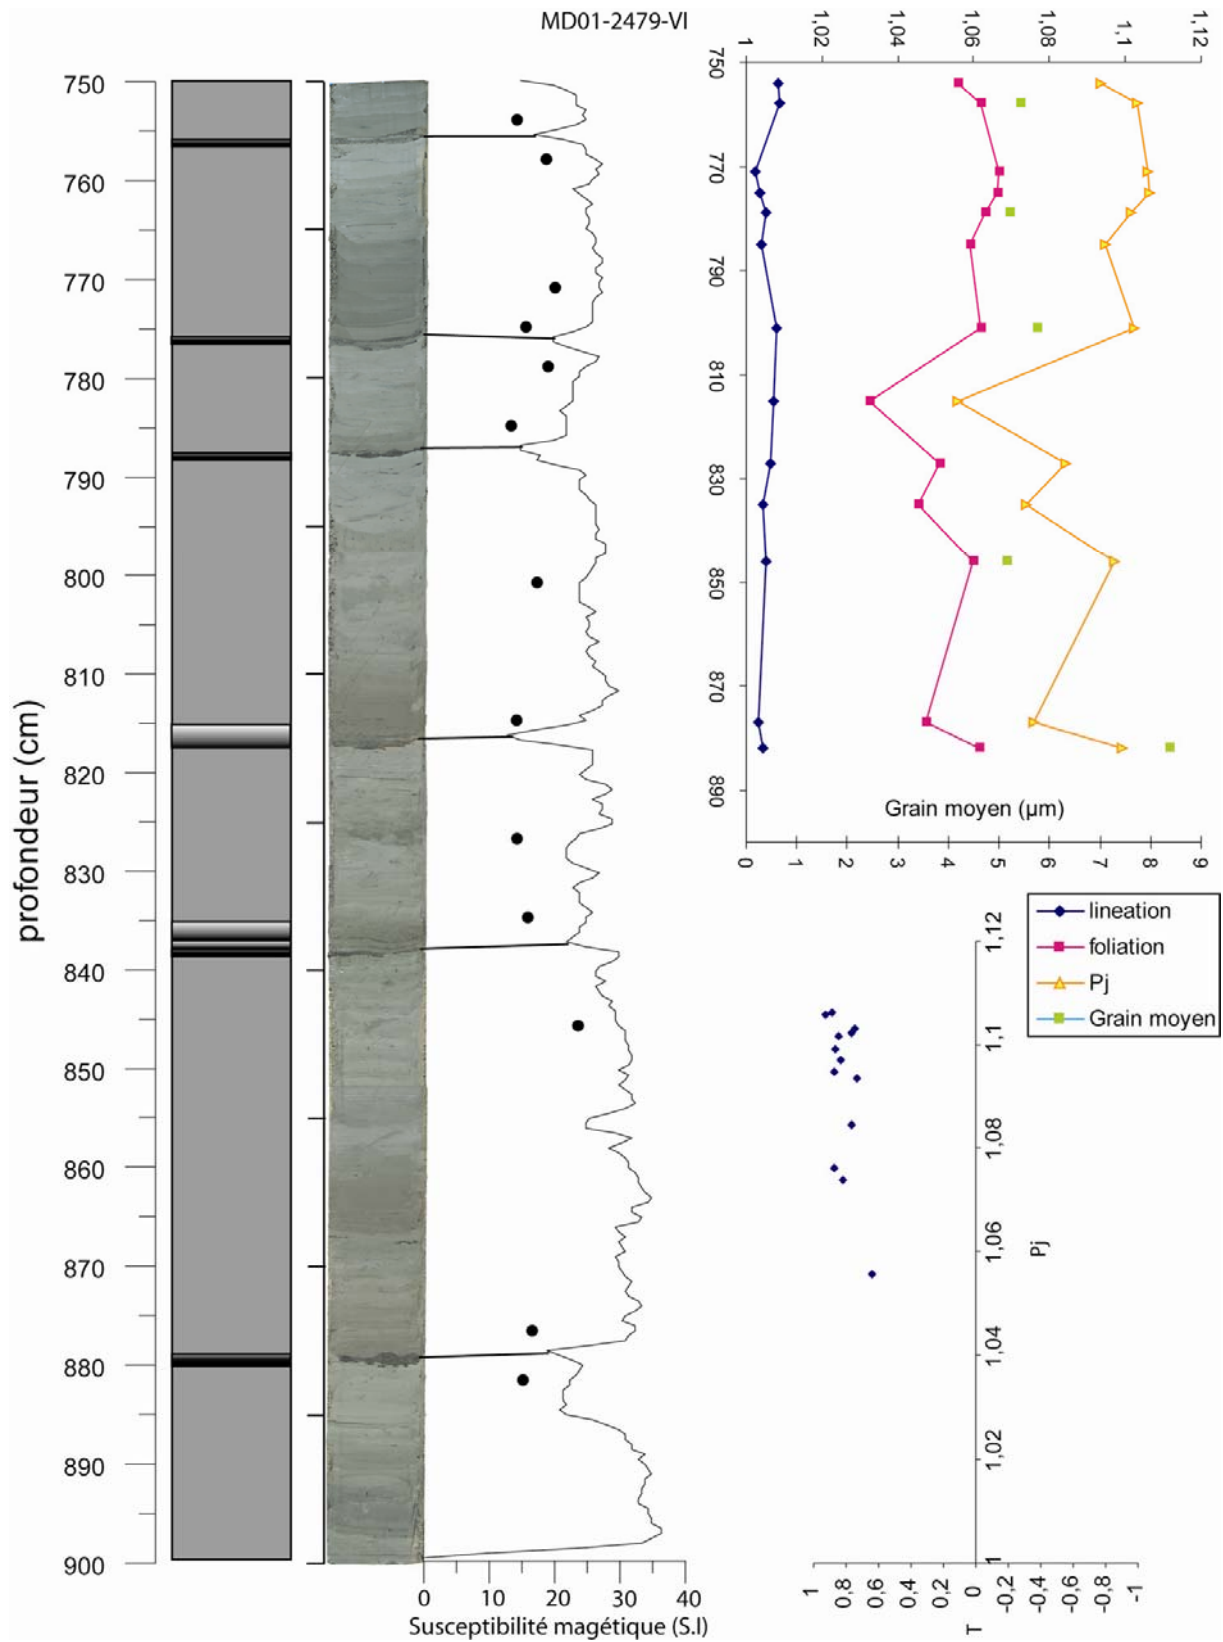 MD01-2479-VI
profondeur (cm)
750
760
770
780
790
800
810
820
830
840
850
860
870
880
890
900
0 10 20 30 40
Susceptibilité magétique (S.I)
1 1,02 1,04 1,06 1,08 1,1 1,12
750
770
790
810
830
850
870
890
Grain moyen (µm)
0 1 2 3 4 5 6 7 8 9
lineation
foliation
Pj
Grain moyen
1,12
1,1
1,08
1,06
1,04
1,02
1
Pj
1 0,8 0,6 0,4 0,2 0 -0,2 -0,4 -0,6 -0,8 -1
T